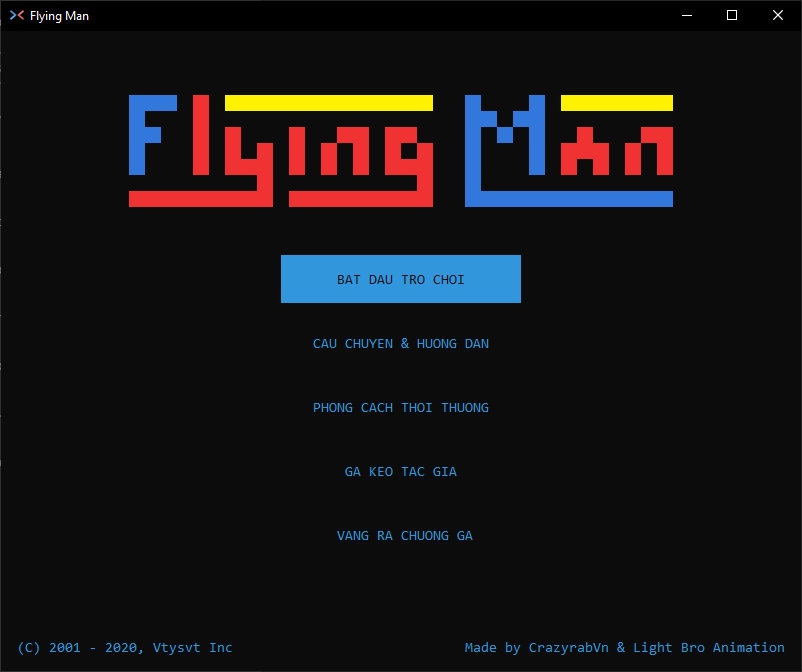 Flying Man
Flying Man
BAT DAU TRO CHOI
CAU CHUYEN & HUONG DAN
PHONG CACH THOI THUONG
GA KEO TAC GIA
VANG RA CHUONG GA
(C) 2001 - 2020, Vtysvt Inc
Made by CrazyrabVn & Light Bro Animation